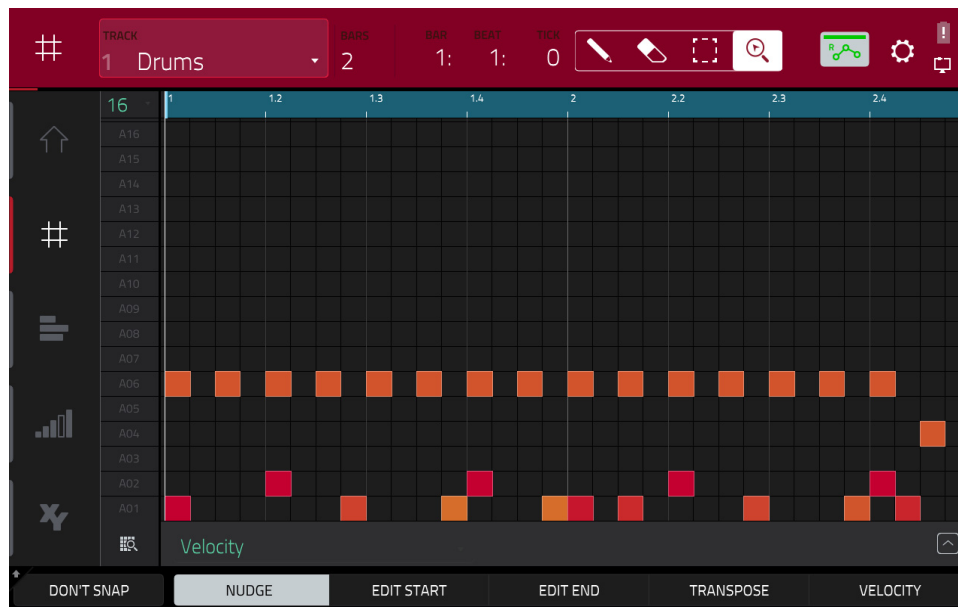 TRACK BARS BAR BEAT TICK
1 Drums 2 1: 1: 0
R
!
16 1 1.2 1.3 1.4 2 2.2 2.3 2.4
A16
A15
A14
A13
A12
A11
A10
A09
A08
A07
A06
A05
A04
A03
A02
A01
XY
Velocity
DON'T SNAP NUDGE EDIT START EDIT END TRANSPOSE VELOCITY